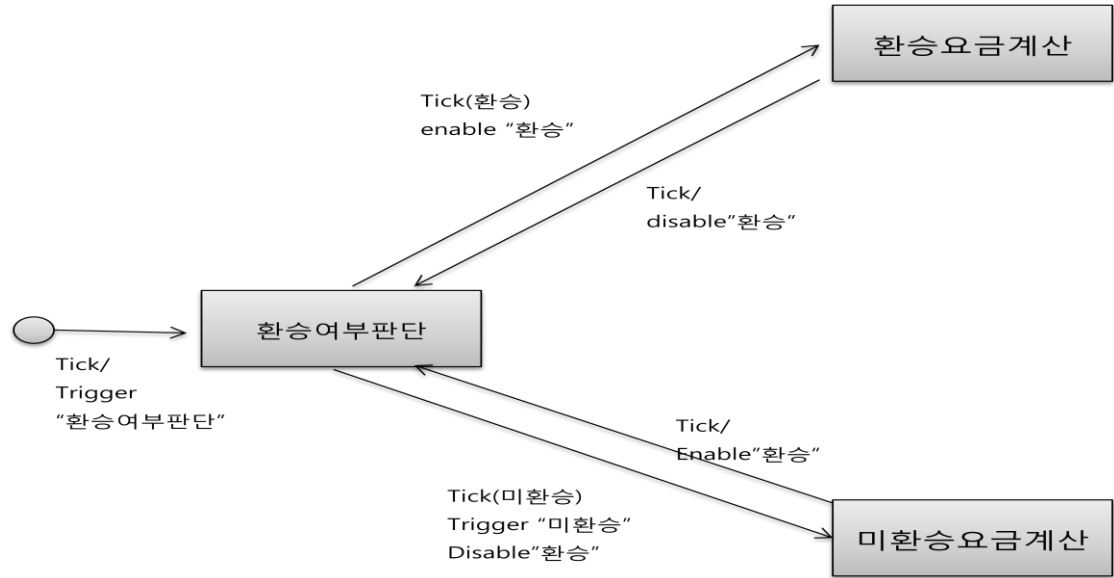 환승요금계산
Tick(환승)
enable “환승”
Tick/
disable”환승”
환승여부판단
Tick/
Trigger
“환승여부판단”
Tick/
Enable”환승”
Tick(미환승)
Trigger “미환승”
Disable”환승”
미환승요금계산